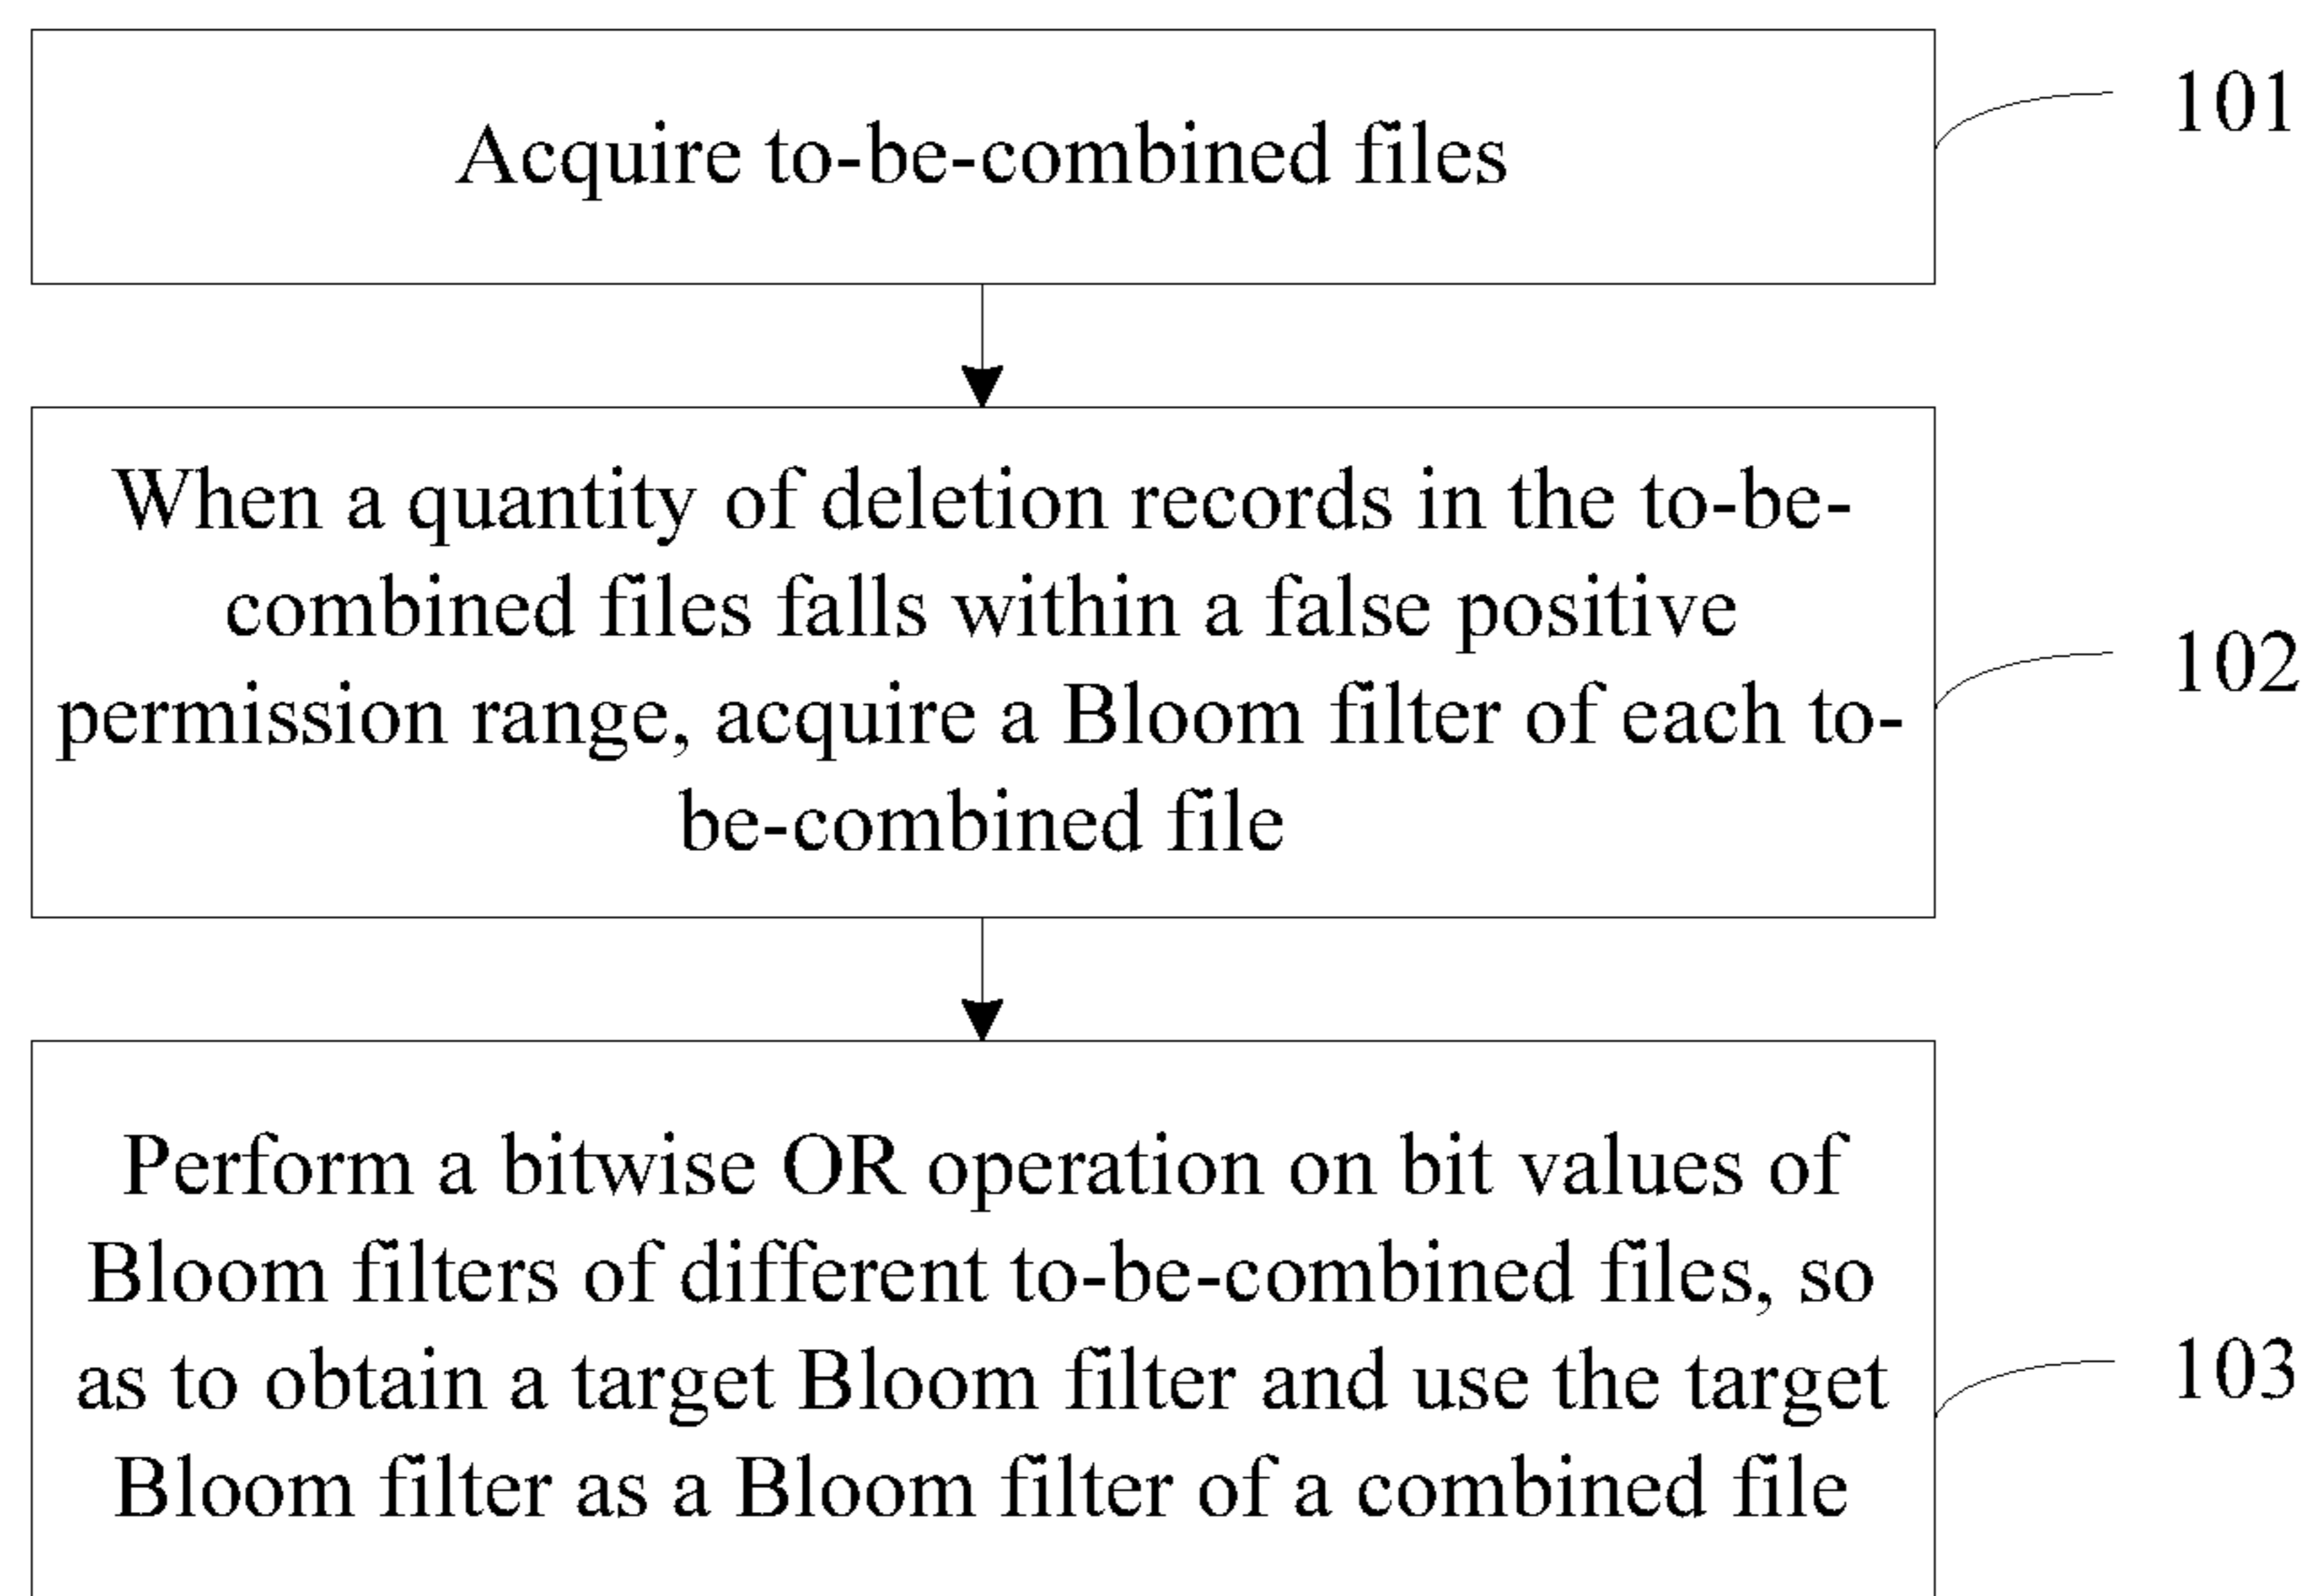 Acquire to-be-combined files
101
When a quantity of deletion records in the to-be-
combined files falls within a false positive
permission range, acquire a Bloom filter of each to-
be-combined file
102
Perform a bitwise OR operation on bit values of
Bloom filters of different to-be-combined files, so
as to obtain a target Bloom filter and use the target
Bloom filter as a Bloom filter of a combined file
103